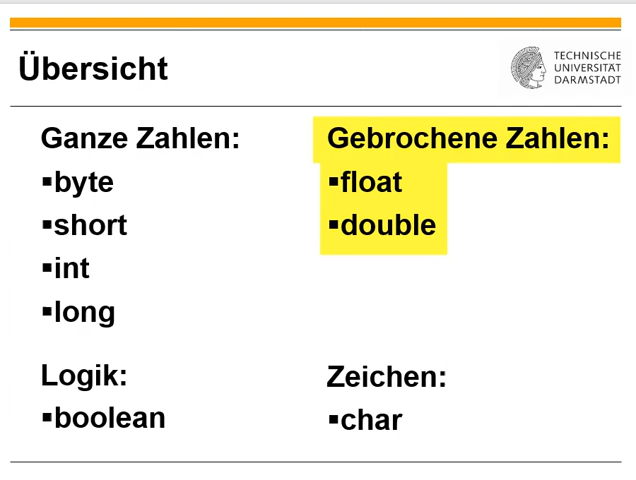 Übersicht
TECHNISCHE
UNIVERSITÄT
DARMSTADT
Ganze Zahlen:
▪byte
▪short
▪int
▪long
Gebrochene Zahlen:
▪float
▪double
Logik:
▪boolean
Zeichen:
▪char